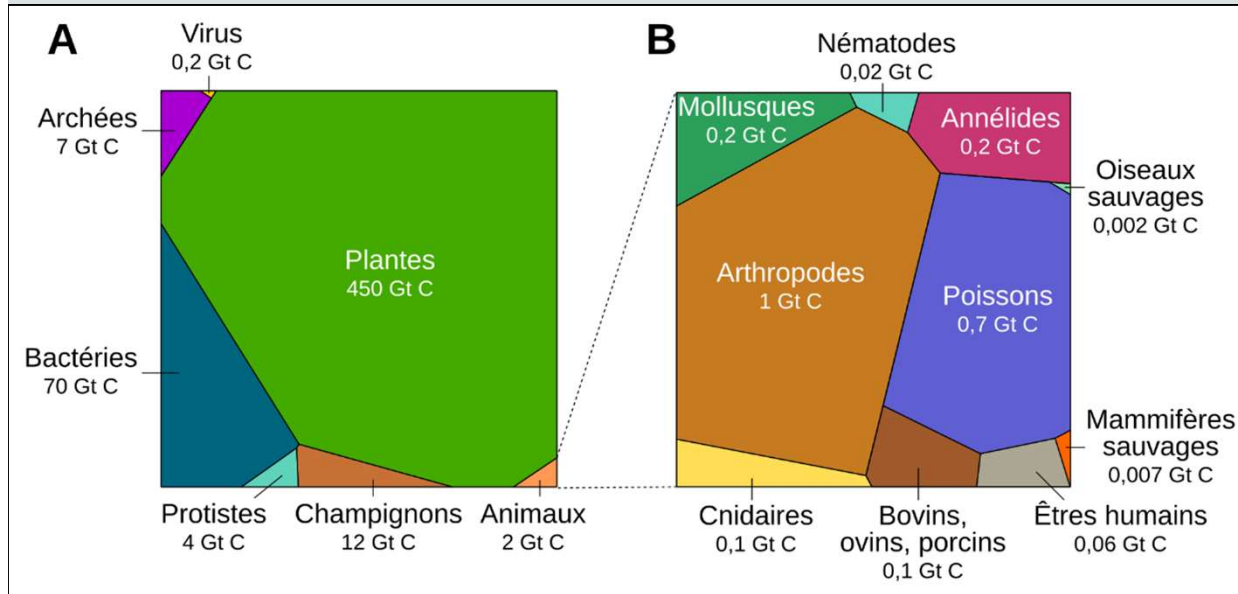 A
Virus
0,2 Gt C
Archées
7 Gt C
Plantes
450 Gt C
Bactéries
70 Gt C
Protistes
4 Gt C
Champignons
12 Gt C
Animaux
2 Gt C
B
Nématodes
0,02 Gt C
Mollusques
0,2 Gt C
Annélides
0,2 Gt C
Oiseaux
sauvages
0,002 Gt C
Arthropodes
1 Gt C
Poissons
0,7 Gt C
Mammifères
sauvages
0,007 Gt C
Cnidaires
0,1 Gt C
Bovins,
ovins, porcins
0,1 Gt C
Êtres humains
0,06 Gt C